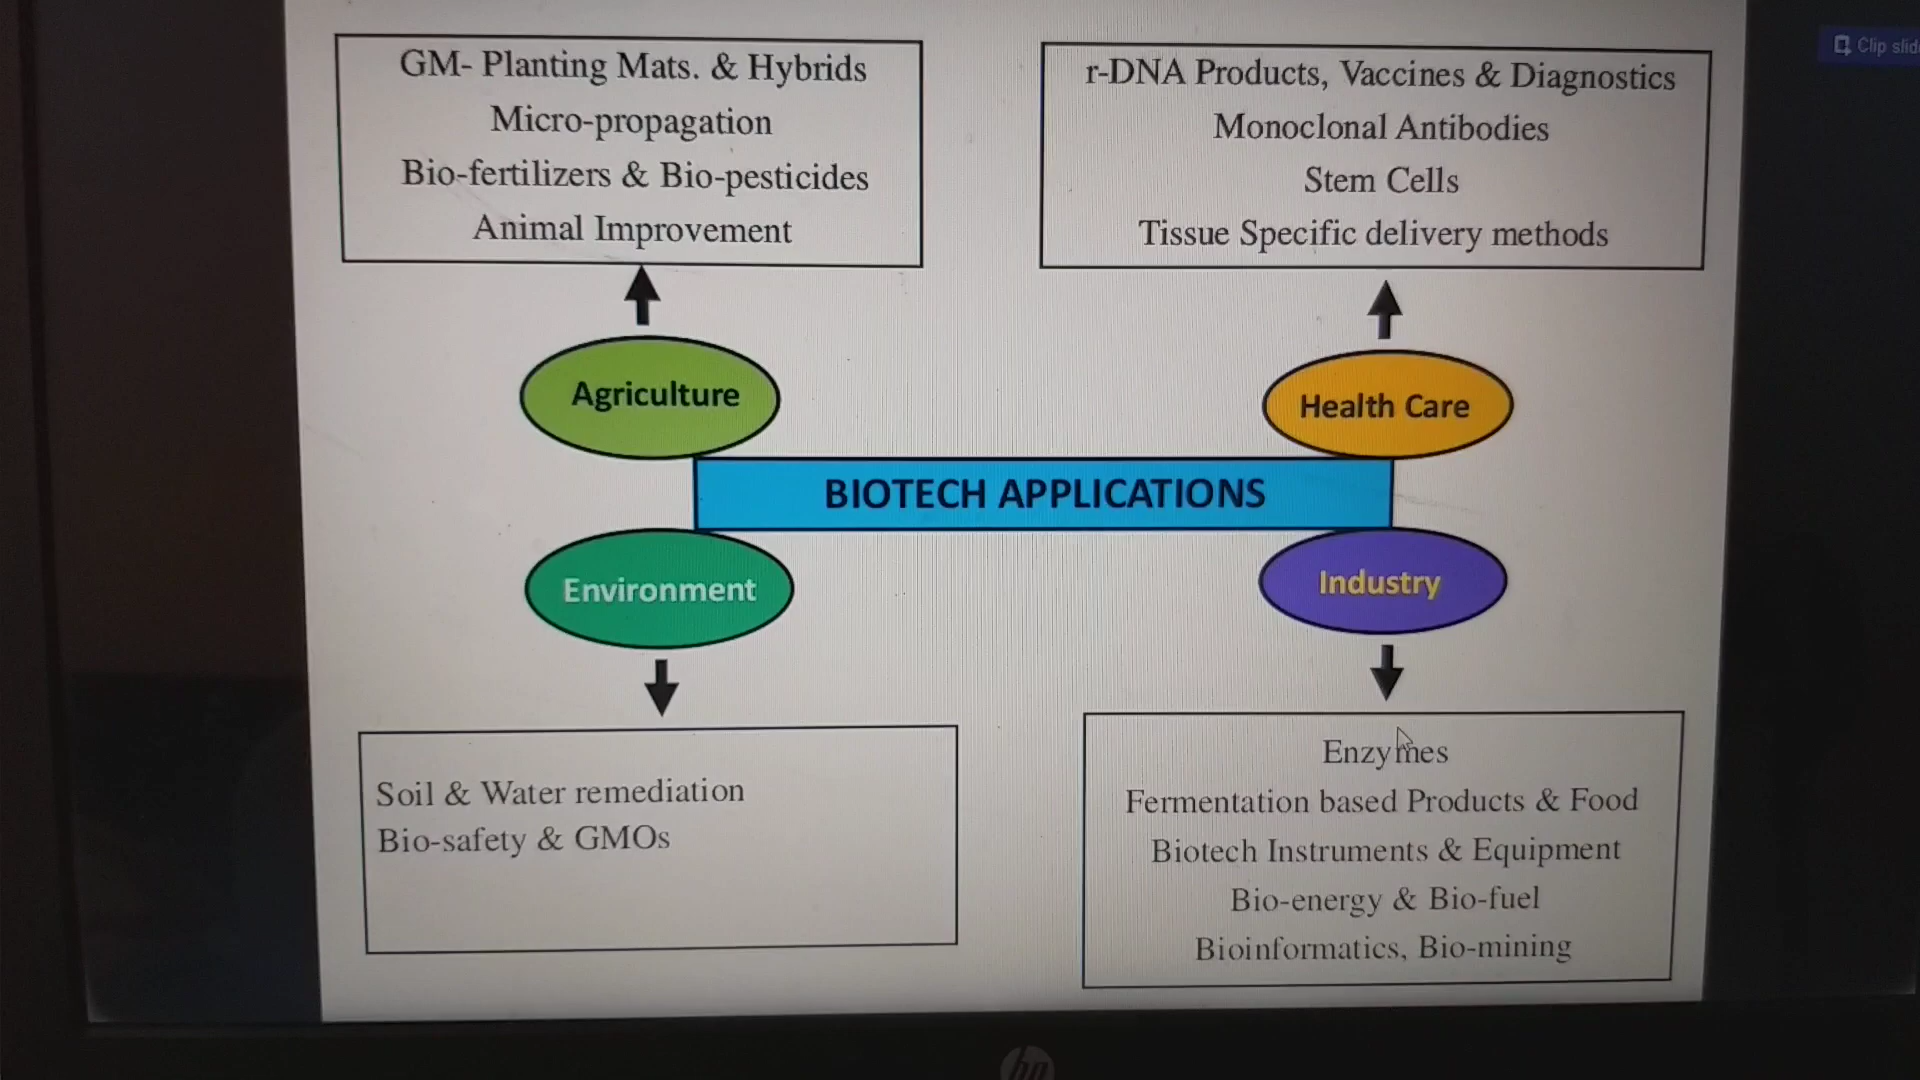 Clip
GM- Planting Mats. & Hybrids
Micro-propagation
Bio-fertilizers & Bio-pesticides
Animal Improvement
r-DNA Products, Vaccines & Diagnostics
Monoclonal Antibodies
Stem Cells
Tissue Specific delivery methods
Agriculture
Health Care
BIOTECH APPLICATIONS
Environment
Industry
Soil & Water remediation
Bio-safety & GMOs
Enzymes
Fermentation based Products & Food
Biotech Instruments & Equipment
Bio-energy & Bio-fuel
Bioinformatics, Bio-mining
hp